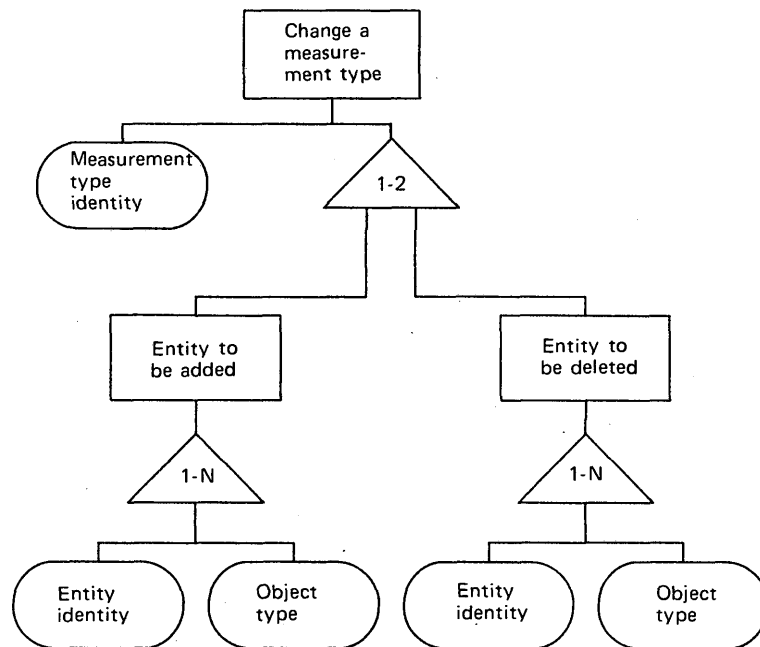 Change a
measure-
ment type
Measurement
type
identity
1-2
Entity to
be added
Entity to
be deleted
1-N
1-N
Entity
identity
Object
type
Entity
identity
Object
type